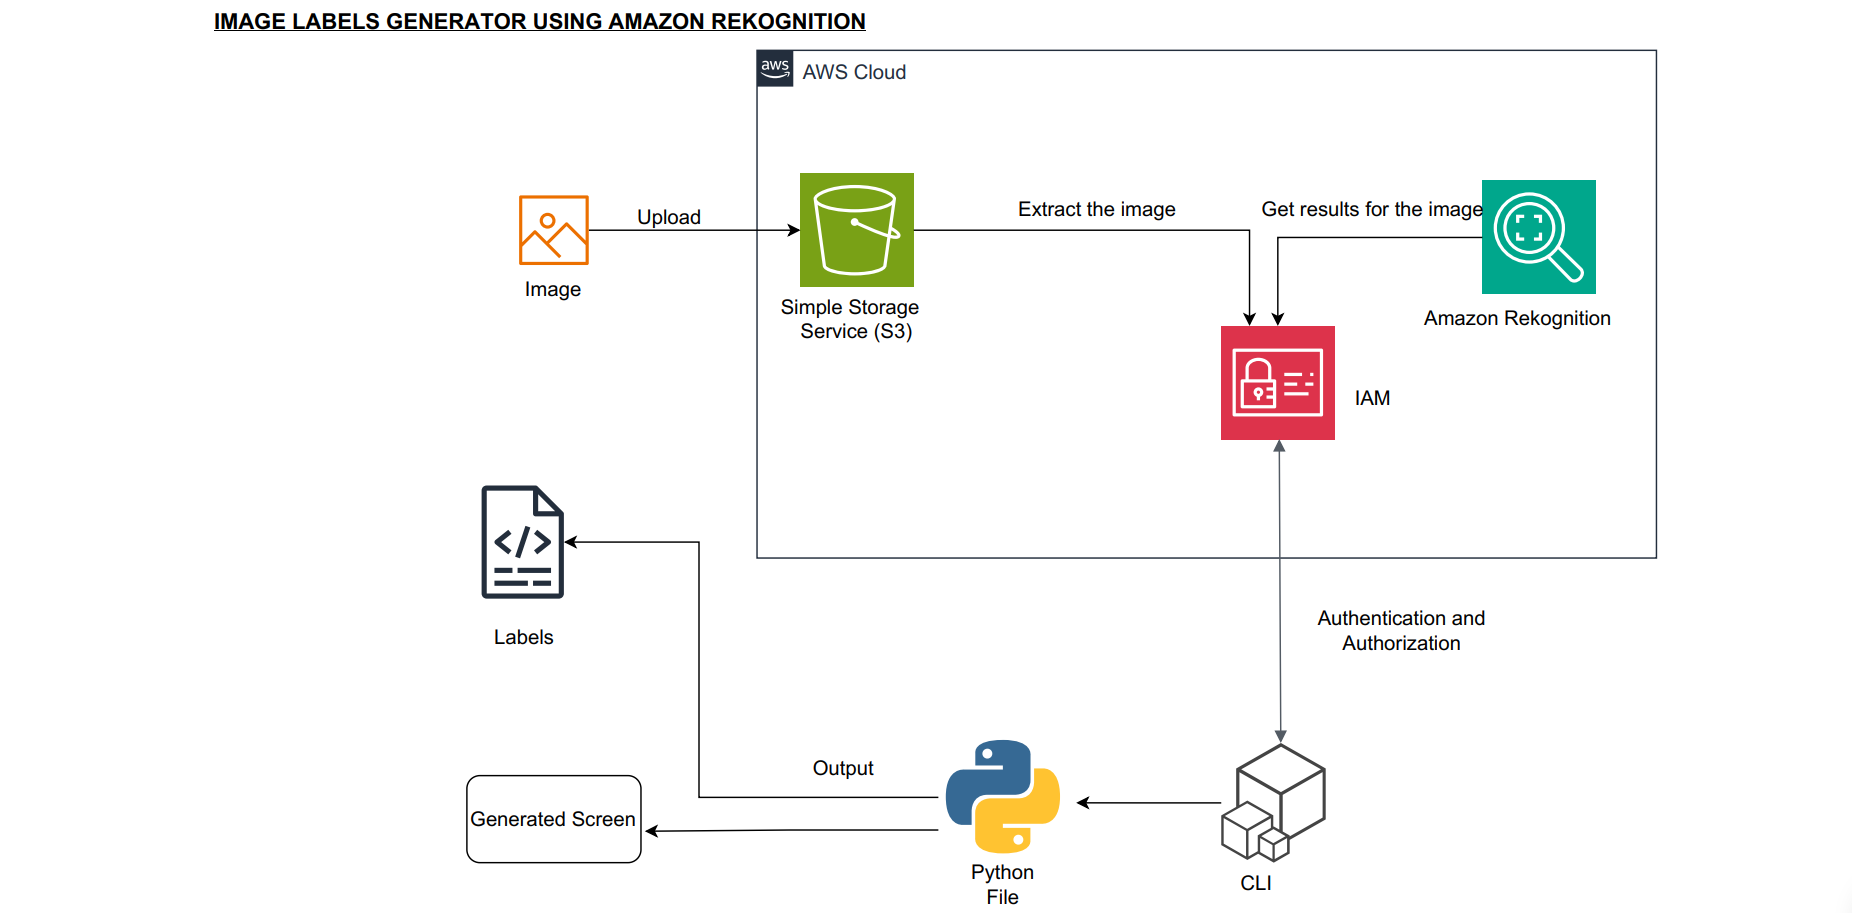 IMAGE LABELS GENERATOR USING AMAZON REKOGNITION
aws
AWS Cloud
Upload
Extract the image
Get results for the image
Image
Simple Storage
Service (S3)
Amazon Rekognition
IAM
</>
Labels
Authentication and
Authorization
Output
Generated Screen
Python
File
CLI